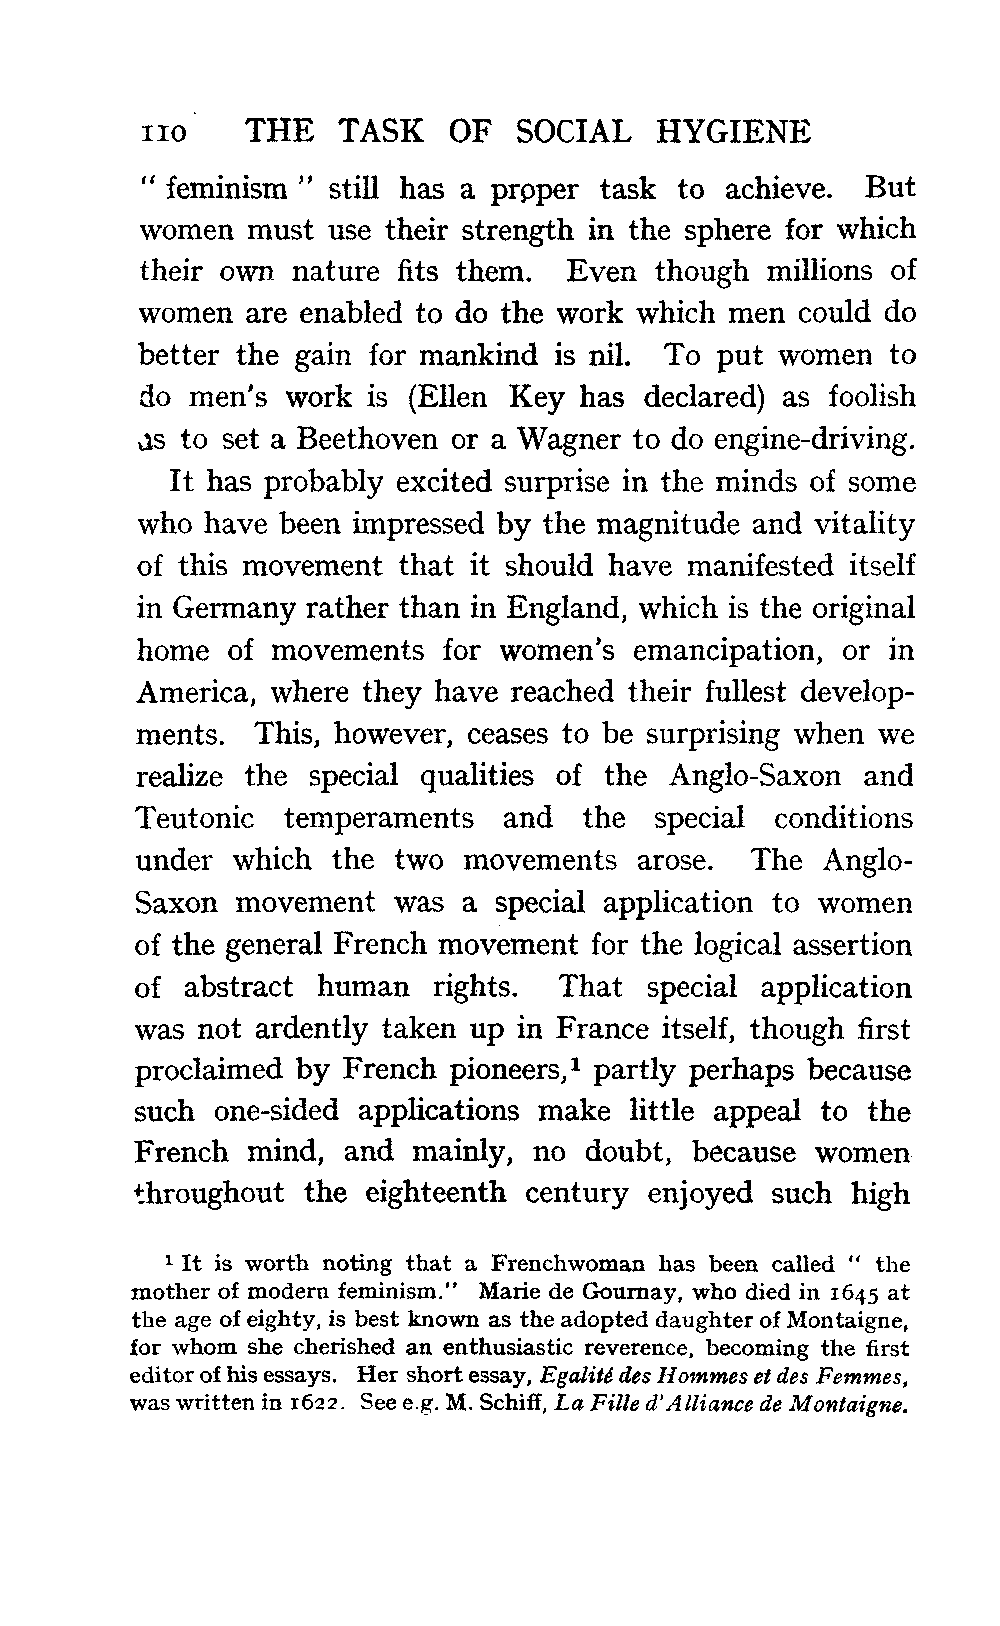 110 THE TASK OF SOCIAL HYGIENE
" feminism " still has a proper task to achieve. But
women must use their strength in the sphere for which
their own nature fits them. Even though millions of
women are enabled to do the work which men could do
better the gain for mankind is nil. To put women to
do men's work is (Ellen Key has declared) as foolish
as to set a Beethoven or a Wagner to do engine-driving.
It has probably excited surprise in the minds of some
who have been impressed by the magnitude and vitality
of this movement that it should have manifested itself
in Germany rather than in England, which is the original
home of movements for women's emancipation, or in
America, where they have reached their fullest develop-
ments. This, however, ceases to be surprising when we
realize the special qualities of the Anglo-Saxon and
Teutonic temperaments and the special conditions
under which the two movements arose. The Anglo-
Saxon movement was a special application to women
of the general French movement for the logical assertion
of abstract human rights. That special application
was not ardently taken up in France itself, though first
proclaimed by French pioneers,¹ partly perhaps because
such one-sided applications make little appeal to the
French mind, and mainly, no doubt, because women
throughout the eighteenth century enjoyed such high
¹ It is worth noting that a Frenchwoman has been called " the
mother of modern feminism." Marie de Gournay, who died in 1645 at
the age of eighty, is best known as the adopted daughter of Montaigne,
for whom she cherished an enthusiastic reverence, becoming the first
editor of his essays. Her short essay, Egalité des Hommes et des Femmes,
was written in 1622. See e.g. M. Schiff, La Fille d'Alliance de Montaigne.